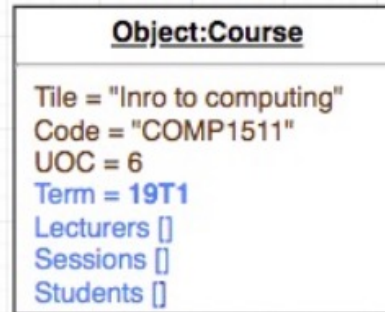 Object:Course
Tile = "Inro to computing"
Code = "COMP1511"
UOC = 6
Term = 19T1
Lecturers []
Sessions []
Students []